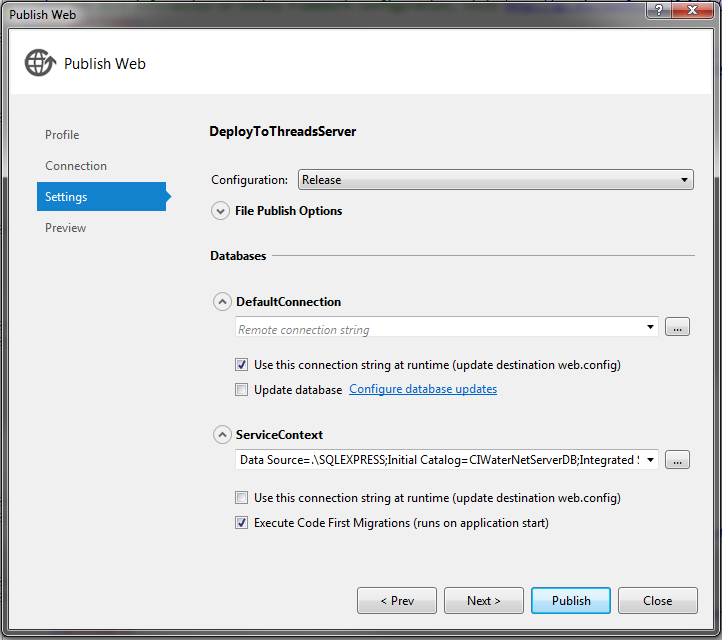 Publish Web
?
Publish Web
Profile
Connection
Settings
Preview
DeployToThreadsServer
Configuration: Release
File Publish Options
Databases
DefaultConnection
Remote connection string
...
Use this connection string at runtime (update destination web.config)
Update database Configure database updates
ServiceContext
Data Source=.\SQLEXPRESS;Initial Catalog=CIWaterNetServerDB;Integrated
...
Use this connection string at runtime (update destination web.config)
Execute Code First Migrations (runs on application start)
< Prev
Next >
Publish
Close